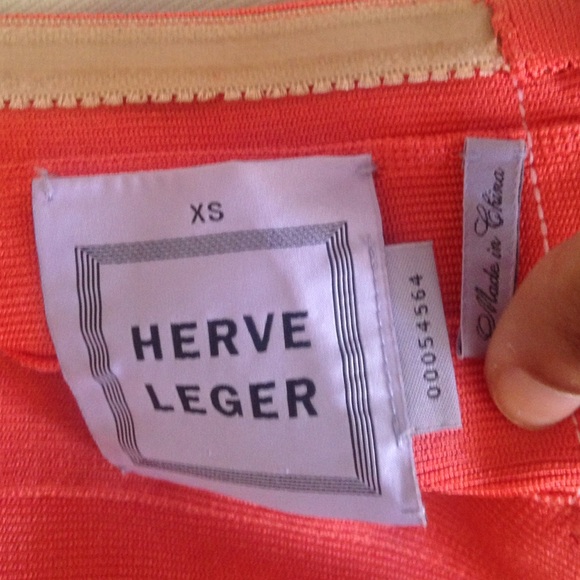 XS
HERVE
LEGER
00054564
Made in China